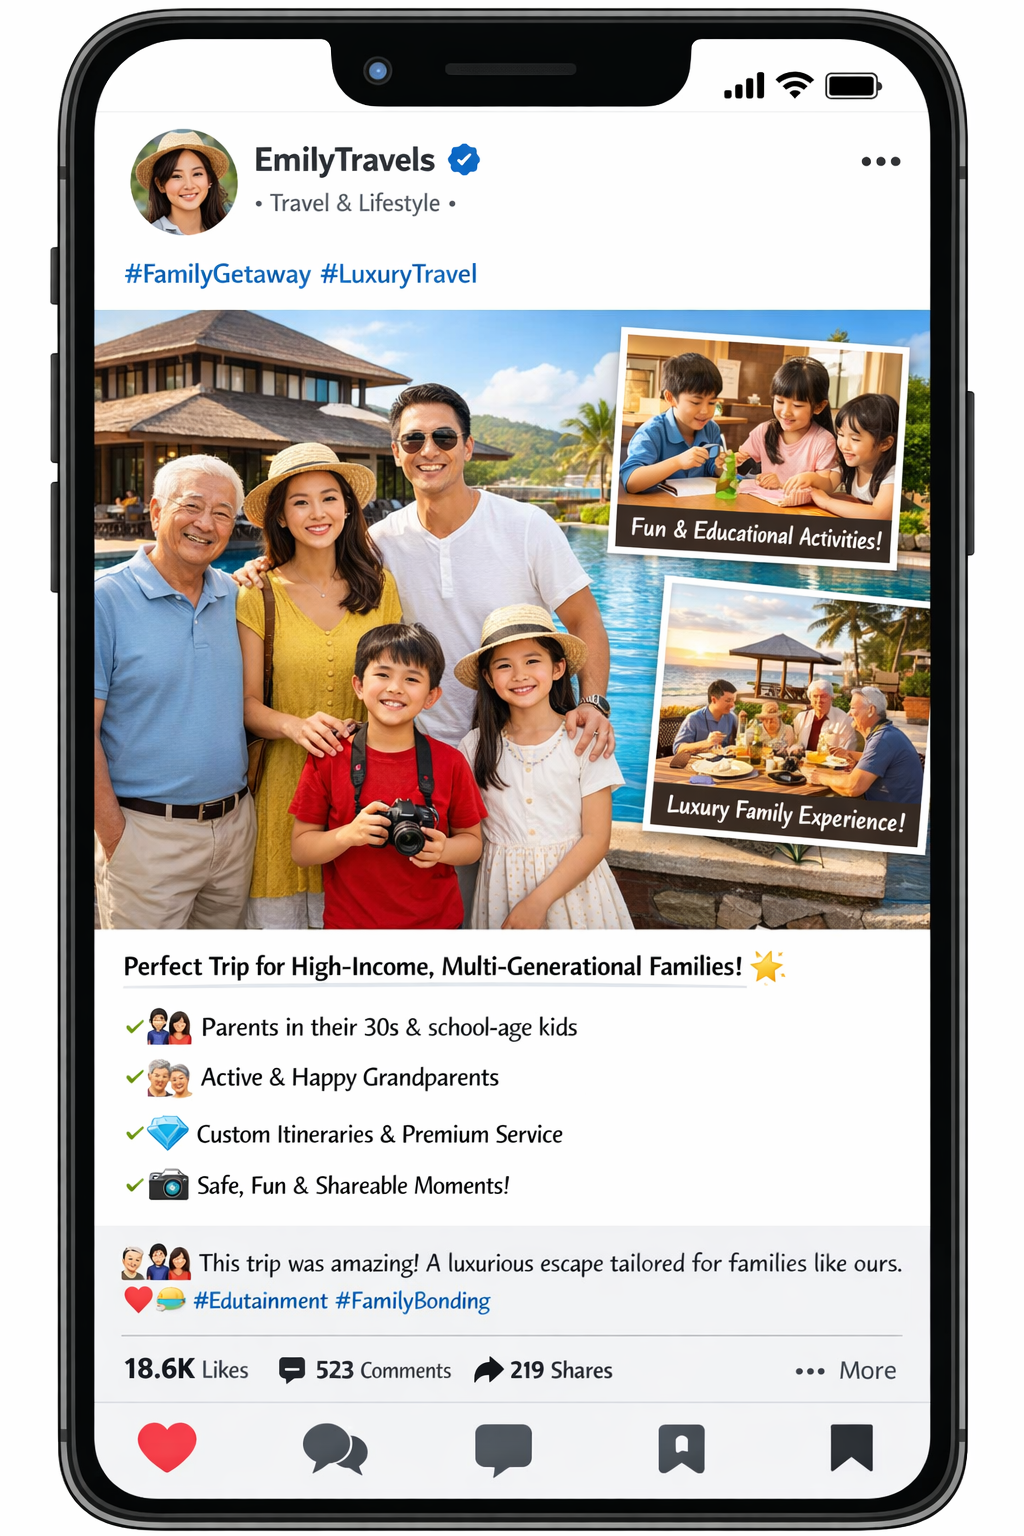 EmilyTravels
• Travel & Lifestyle •
#FamilyGetaway #LuxuryTravel
Fun & Educational Activities!
Luxury Family Experience!
Perfect Trip for High-Income, Multi-Generational Families!
Parents in their 30s & school-age kids
Active & Happy Grandparents
Custom Itineraries & Premium Service
Safe, Fun & Shareable Moments!
This trip was amazing! A luxurious escape tailored for families like ours.
#Edutainment #FamilyBonding
18.6K Likes 523 Comments 219 Shares ••• More